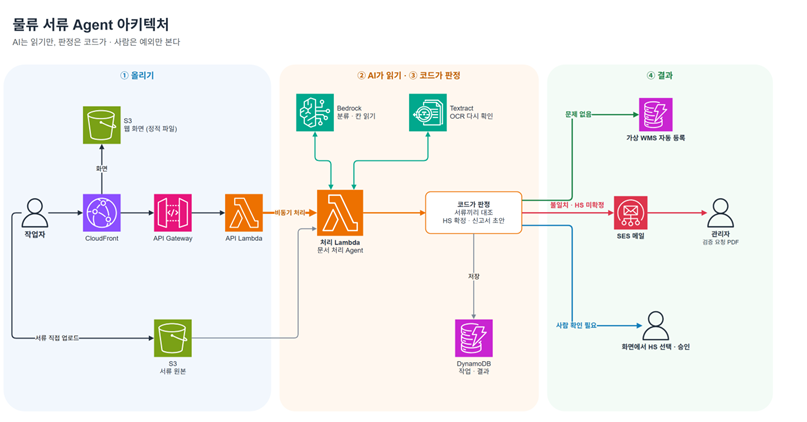 물류 서류 Agent 아키텍처
AI는 읽기만, 판정은 코드가 · 사람은 예외만 본다
① 올리기
② AI가 읽기 · ③ 코드가 판정
④ 결과
S3
웹 화면 (정적 파일)
Bedrock
분류 · 칸 읽기
Textract
OCR 다시 확인
문제 없음
가상 WMS 자동 등록
화면
작업자
CloudFront
API Gateway
API Lambda
비동기 처리
처리 Lambda
문서 처리 Agent
코드가 판정
서류끼리 대조
HS 확정 · 신고서 초안
불일치 · HS 미확정
SES 메일
관리자
검증 요청 PDF
저장
사람 확인 필요
화면에서 HS 선택 · 승인
서류 직접 업로드
S3
서류 원본
DynamoDB
작업 · 결과